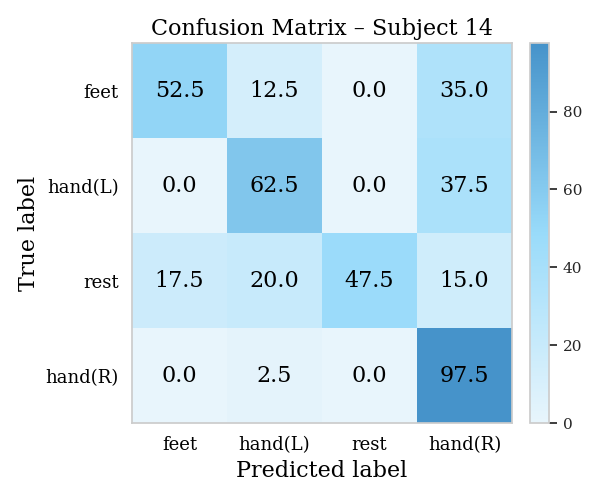 Confusion Matrix – Subject 14
True label
feet 52.5 12.5 0.0 35.0
hand(L) 0.0 62.5 0.0 37.5
rest 17.5 20.0 47.5 15.0
hand(R) 0.0 2.5 0.0 97.5
feet hand(L) rest hand(R)
Predicted label
80
60
40
20
0